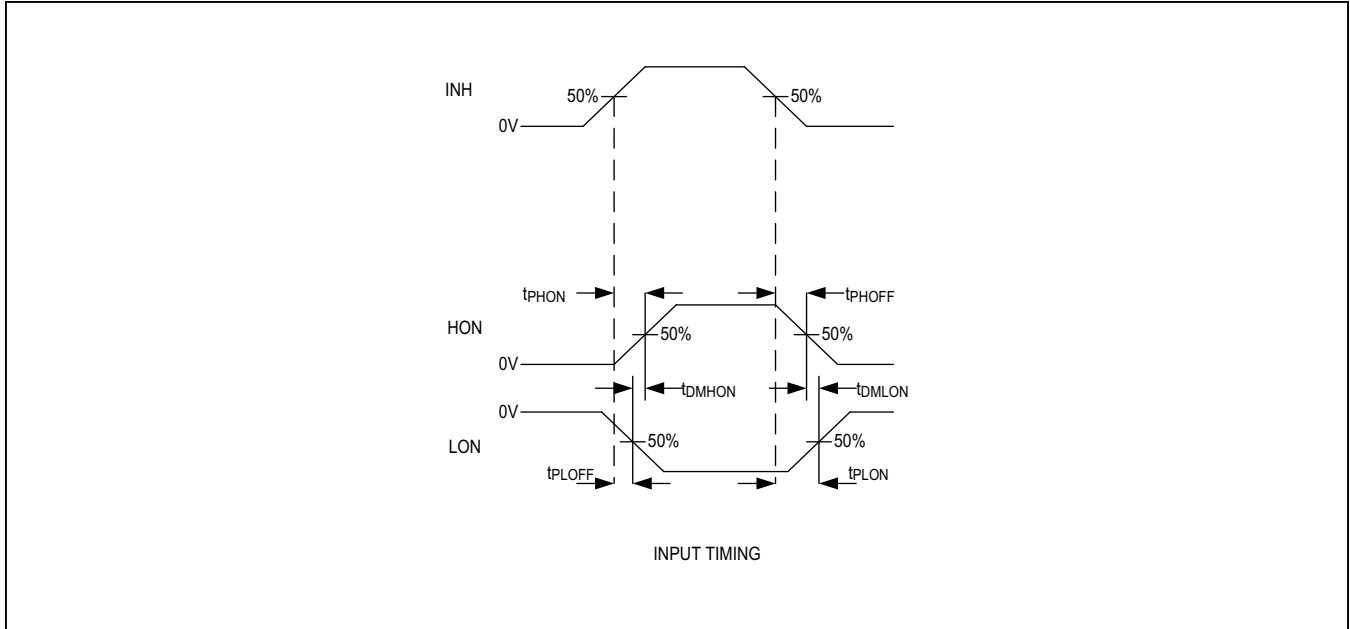 INH
50%
50%
0V
tPHON
tPHOFF
HON
50%
50%
0V
tDMHON
tDMLON
0V
LON
50%
50%
tPLOFF
tPLON
INPUT TIMING